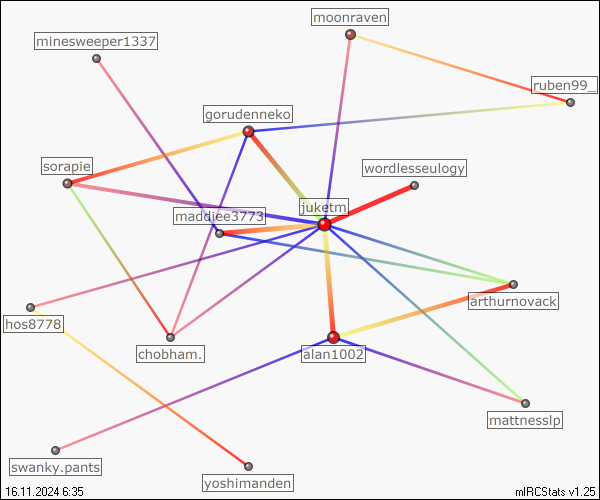 moonraven
minesweeper1337
ruben99_
gorudenneko
sorapie
wordlesseulogy
juketm
maddiee3773
arthurnovack
hos8778
chobham.
alan1002
mattnesslp
swanky.pants
yoshimanden
16.11.2024 6:35
mIRCStats v1.25